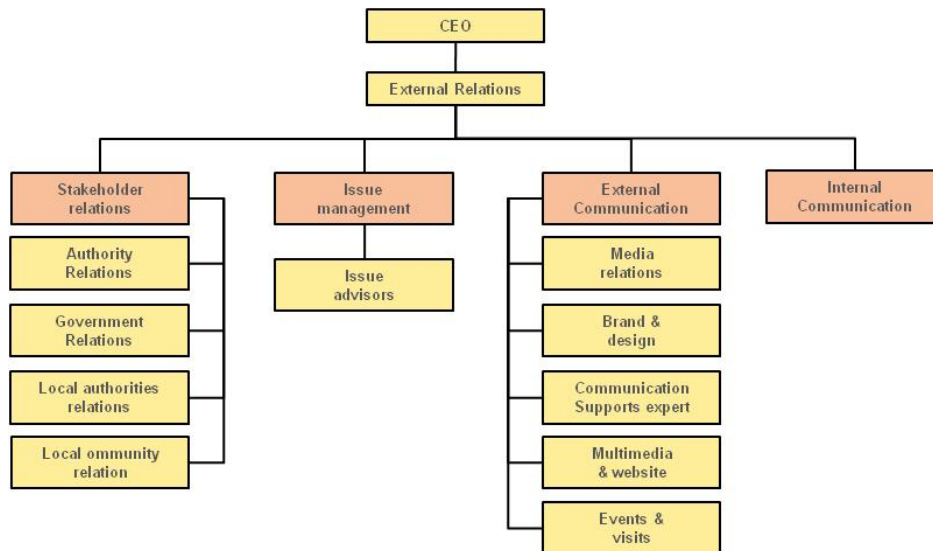 CEO
External Relations
Stakeholder
relations
Authority
Relations
Government
Relations
Local authorities
relations
Local ommunity
relation
Issue
management
Issue
advisors
External
Communication
Media
relations
Brand &
design
Communication
Supports expert
Multimedia
& website
Events &
visits
Internal
Communication